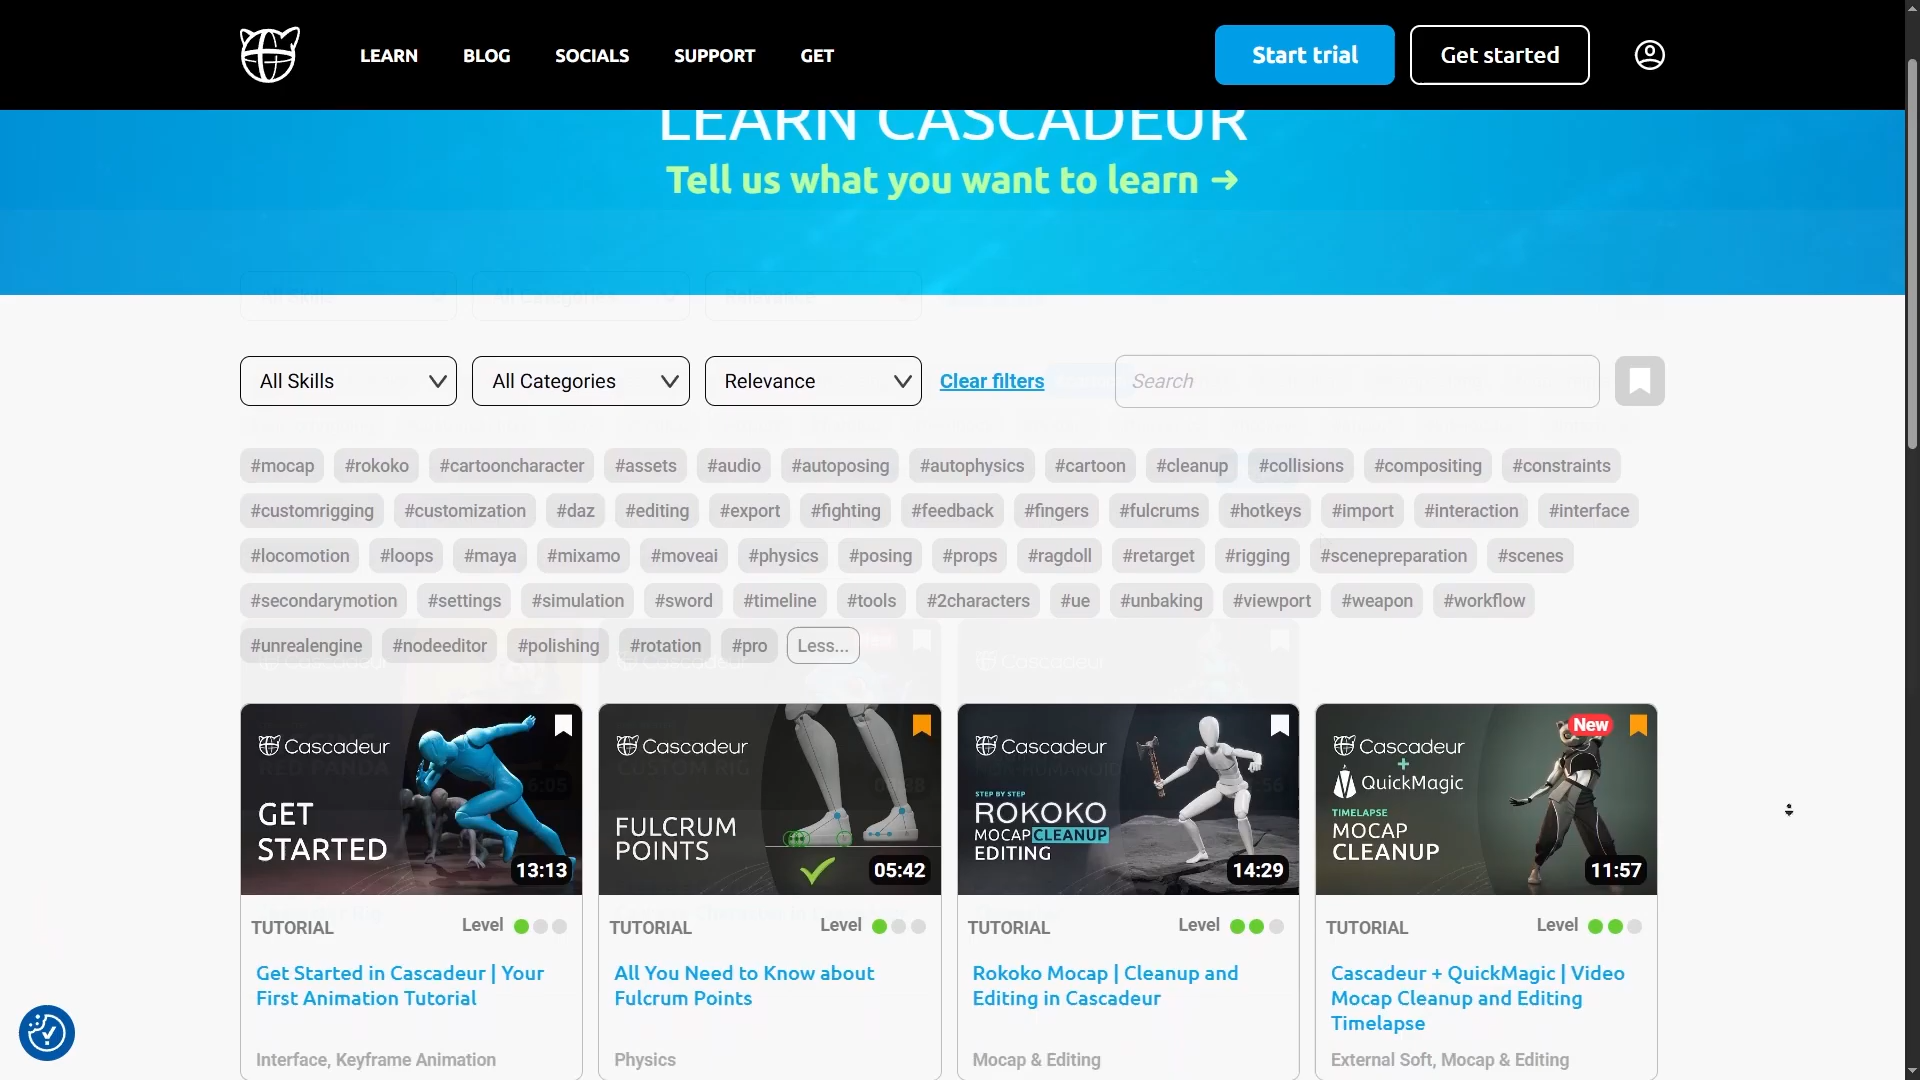 LEARN BLOG SOCIALS SUPPORT GET Start trial Get started
LEARN CASCADEUR
Tell us what you want to learn →
All Skills All Categories Relevance Clear filters Search
#mocap #rokoko #cartooncharacter #assets #audio #autoposing #autophysics #cartoon #cleanup #collisions #compositing #constraints
#customrigging #customization #daz #editing #export #fighting #feedback #fingers #fulcrums #hotkeys #import #interaction #interface
#locomotion #loops #maya #mixamo #moveai #physics #posing #props #ragdoll #retarget #rigging #scenepreparation #scenes
#secondarymotion #settings #simulation #sword #timeline #tools #2characters #ue #unbaking #viewport #weapon #workflow
#unrealengine #nodeeditor #polishing #rotation #pro Less...
Cascadeur
GET
STARTED
13:13
TUTORIAL Level
Get Started in Cascadeur | Your
First Animation Tutorial
Interface, Keyframe Animation
Cascadeur
FULCRUM
POINTS
05:42
TUTORIAL Level
All You Need to Know about
Fulcrum Points
Physics
Cascadeur
STEP BY STEP
ROKOKO
MOCAP CLEANUP
EDITING
14:29
TUTORIAL Level
Rokoko Mocap | Cleanup and
Editing in Cascadeur
Mocap & Editing
New
Cascadeur
+
QuickMagic
TIMELAPSE
MOCAP
CLEANUP
11:57
TUTORIAL Level
Cascadeur + QuickMagic | Video
Mocap Cleanup and Editing
Timelapse
External Soft, Mocap & Editing